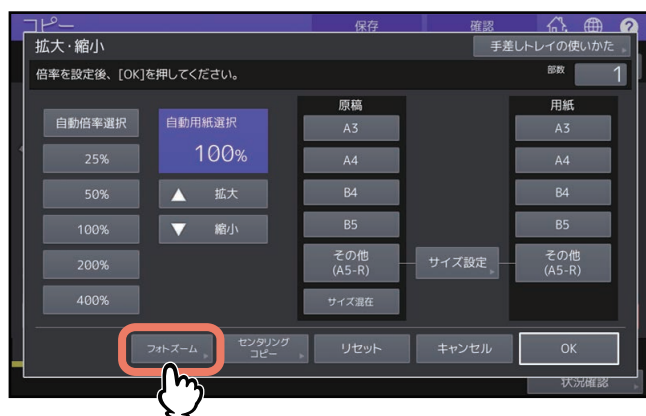 コピー
保存
確認
?
拡大・縮小
手差しトレイの使いかた
倍率を設定後、[OK]を押してください。
部数 1
自動倍率選択
25%
50%
100%
200%
400%
自動用紙選択
100%
拡大
縮小
原稿
A3
A4
B4
B5
その他
(A5-R)
サイズ混在
サイズ設定
用紙
A3
A4
B4
B5
その他
(A5-R)
フォトズーム
センタリング
コピー
リセット
キャンセル
OK
状況確認